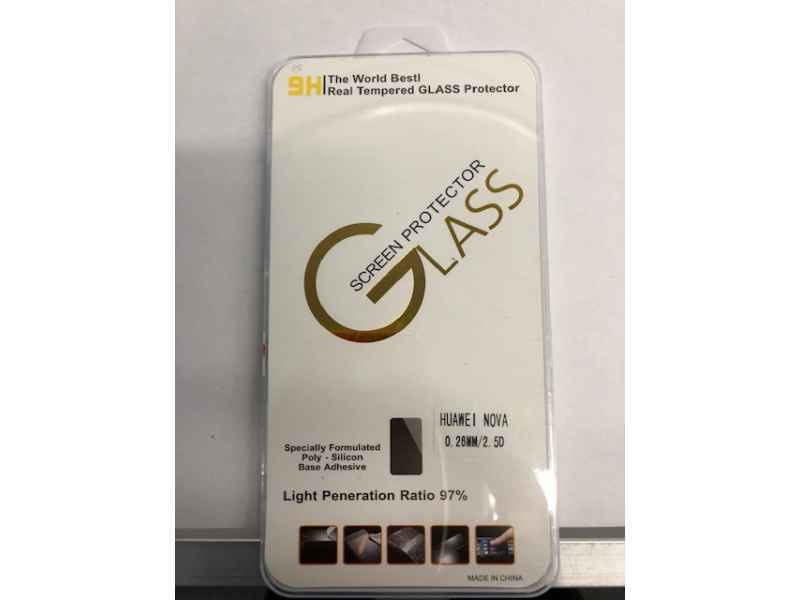 9H
The World Best!
Real Tempered GLASS Protector
SCREEN PROTECTOR
GLASS
HUAWEI NOVA
0.26MM/2.5D
Specially Formulated
Poly - Silicon
Base Adhesive
Light Peneration Ratio 97%
MADE IN CHINA